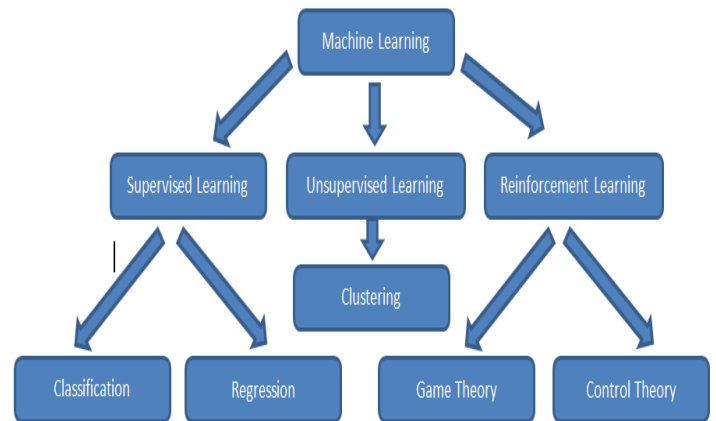 Machine Learning
Supervised Learning
Unsupervised Learning
Reinforcement Learning
Clustering
Classification
Regression
Game Theory
Control Theory